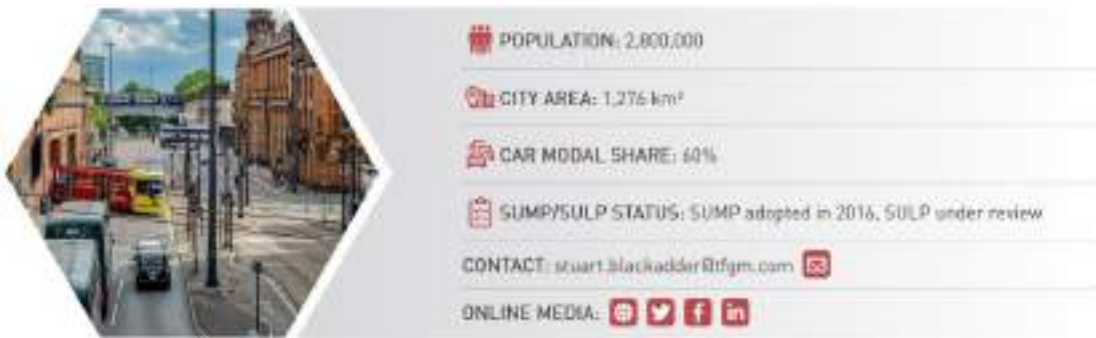 POPULATION: 2,800,000
CITY AREA: 1,276 km²
CAR MODAL SHARE: 60%
SUMP/SULP STATUS: SUMP adopted in 2016, SULP under review
CONTACT: stuart.blackadder@tfgm.com
ONLINE MEDIA: